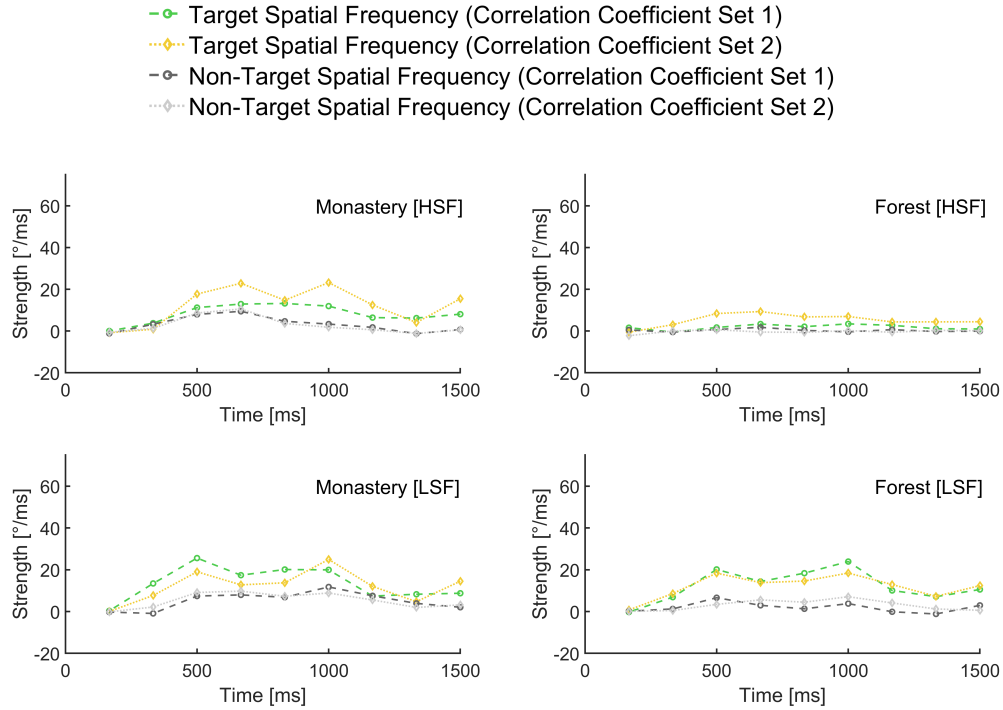 Target Spatial Frequency (Correlation Coefficient Set 1)
Target Spatial Frequency (Correlation Coefficient Set 2)
Non-Target Spatial Frequency (Correlation Coefficient Set 1)
Non-Target Spatial Frequency (Correlation Coefficient Set 2)
Monastery [HSF]
Strength [°/ms]
60
40
20
0
-20
0 500 1000 1500
Time [ms]
Forest [HSF]
Strength [°/ms]
60
40
20
0
-20
0 500 1000 1500
Time [ms]
Monastery [LSF]
Strength [°/ms]
60
40
20
0
-20
0 500 1000 1500
Time [ms]
Forest [LSF]
Strength [°/ms]
60
40
20
0
-20
0 500 1000 1500
Time [ms]